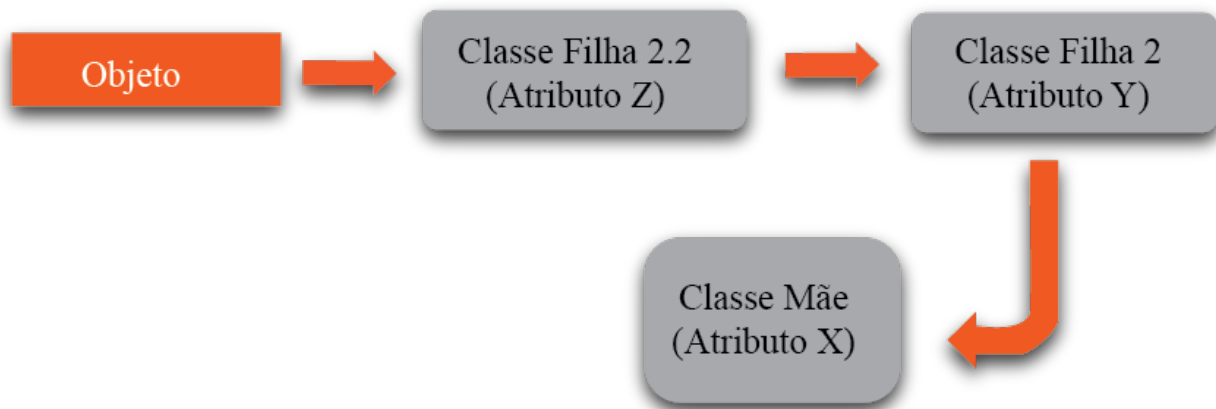 Objeto
Classe Filha 2.2
(Atributo Z)
Classe Filha 2
(Atributo Y)
Classe Mãe
(Atributo X)